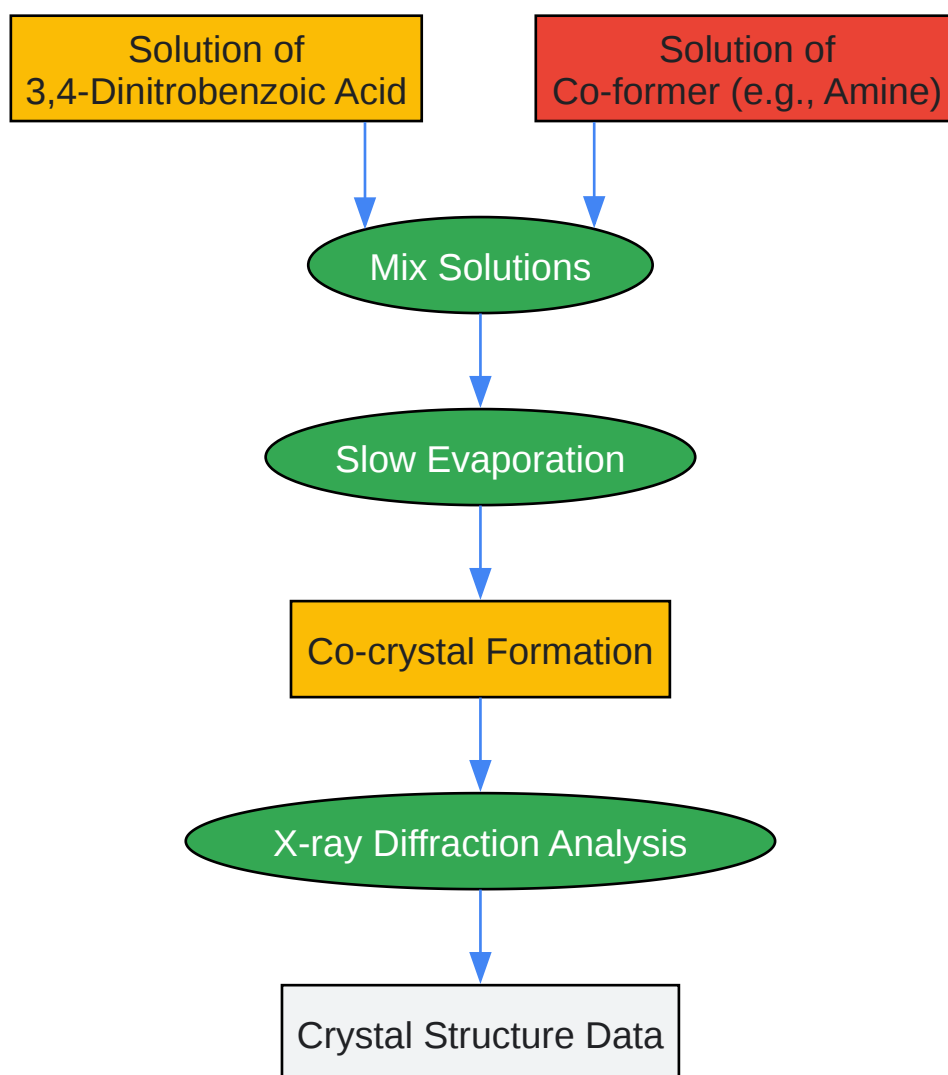 Solution of
3,4-Dinitrobenzoic Acid
Solution of
Co-former (e.g., Amine)
Mix Solutions
Slow Evaporation
Co-crystal Formation
X-ray Diffraction Analysis
Crystal Structure Data